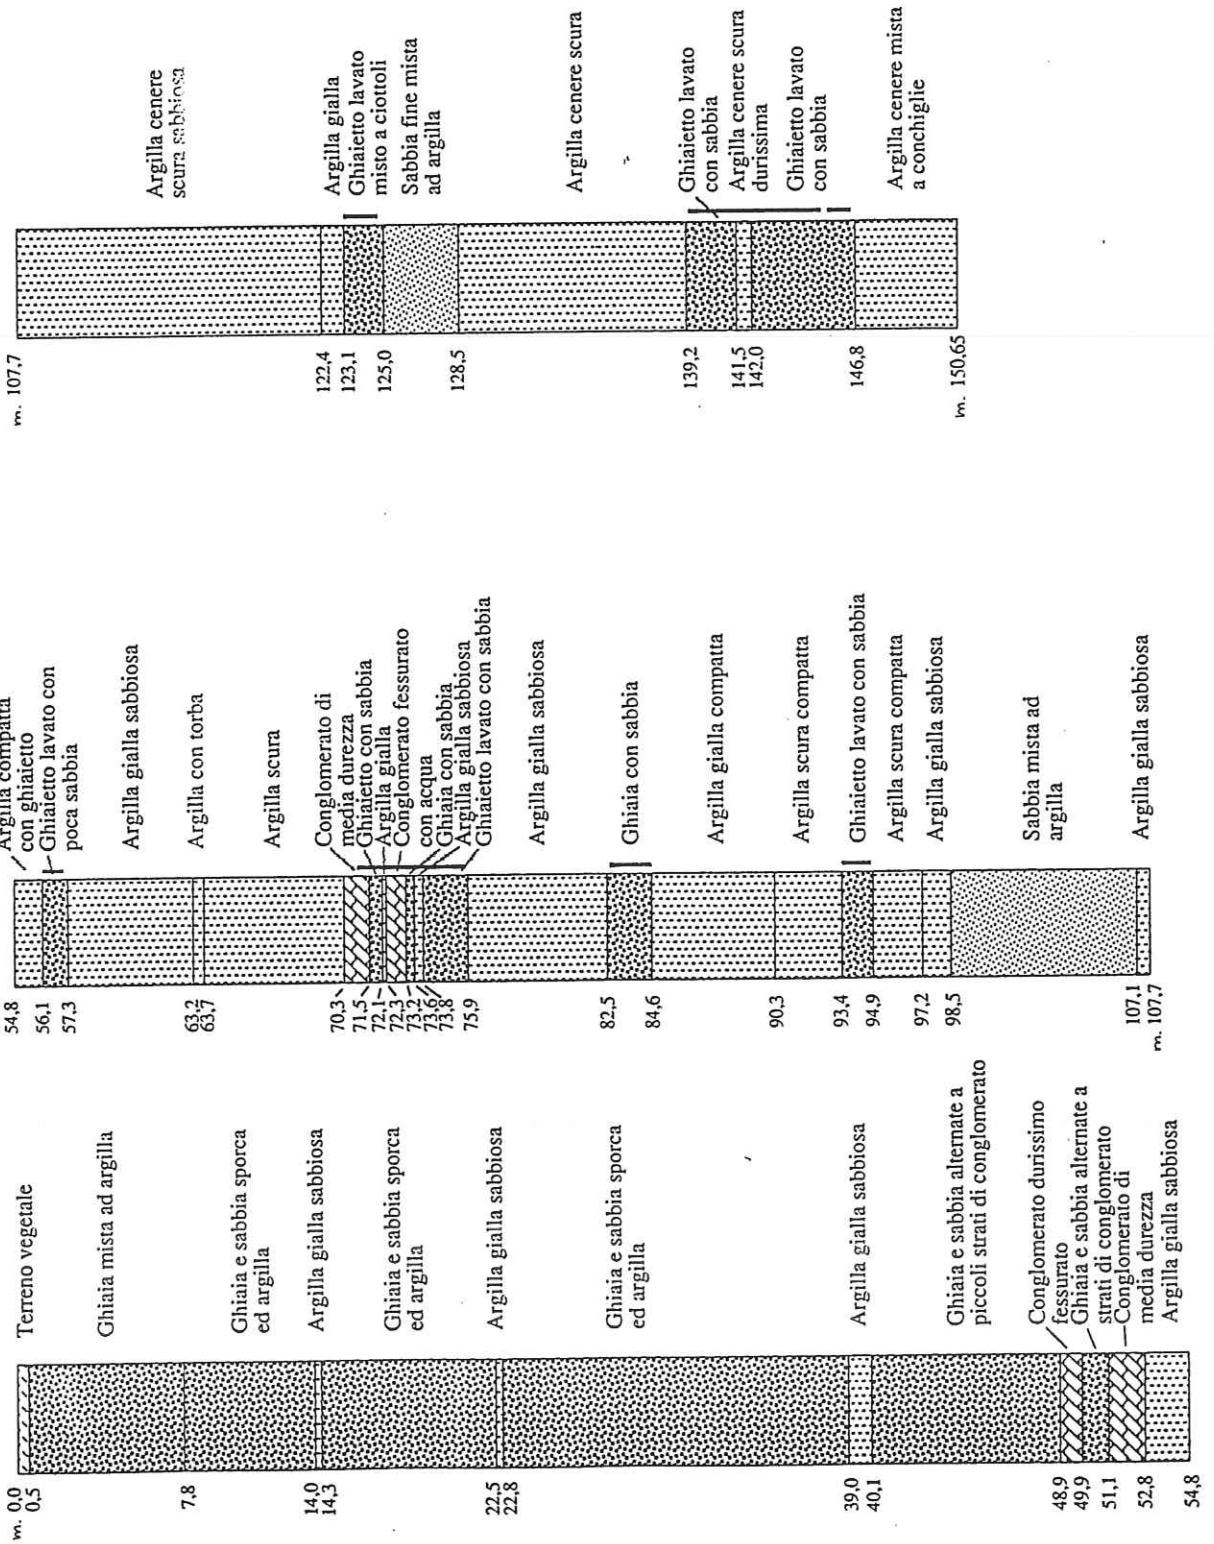 m. 0,0
0,5
7,8
14,0
14,3
22,5
22,8
39,0
40,1
48,9
49,9
51,1
52,8
54,8
Terreno vegetale
Ghiaia mista ad argilla
Ghiaia e sabbia sporca
ed argilla
Argilla gialla sabbiosa
Ghiaia e sabbia sporca
ed argilla
Argilla gialla sabbiosa
Ghiaia e sabbia sporca
ed argilla
Argilla gialla sabbiosa
Ghiaia e sabbia alternate a
piccoli strati di conglomerato
Conglomerato durissimo
fessurato
Ghiaia e sabbia alternate a
strati di conglomerato
Conglomerato di
media durezza
Argilla gialla sabbiosa
54,8
56,1
57,3
63,2
63,7
70,3
71,5
72,1
72,3
73,2
73,6
73,8
75,9
82,5
84,6
90,3
93,4
94,9
97,2
98,5
107,1
m. 107,7
Argilla compatta
con ghiaietto
Ghiaietto lavato con
poca sabbia
Argilla gialla sabbiosa
Argilla con torba
Argilla scura
Conglomerato di
media durezza
Ghiaietto con sabbia
Argilla gialla
Conglomerato fessurato
con acqua
Ghiaia con sabbia
Argilla gialla sabbiosa
Ghiaietto lavato con sabbia
Argilla gialla sabbiosa
Ghiaia con sabbia
Argilla gialla compatta
Argilla scura compatta
Ghiaietto lavato con sabbia
Argilla scura compatta
Argilla gialla sabbiosa
Sabbia mista ad
argilla
Argilla gialla sabbiosa
m. 107,7
122,4
123,1
125,0
128,5
139,2
141,5
142,0
146,8
m. 150,65
Argilla cenere
scura sabbiosa
Argilla gialla
Ghiaietto lavato
misto a ciottoli
Sabbia fine mista
ad argilla
Argilla cenere scura
Ghiaietto lavato
con sabbia
Argilla cenere scura
durissima
Ghiaietto lavato
con sabbia
Argilla cenere mista
a conchiglie